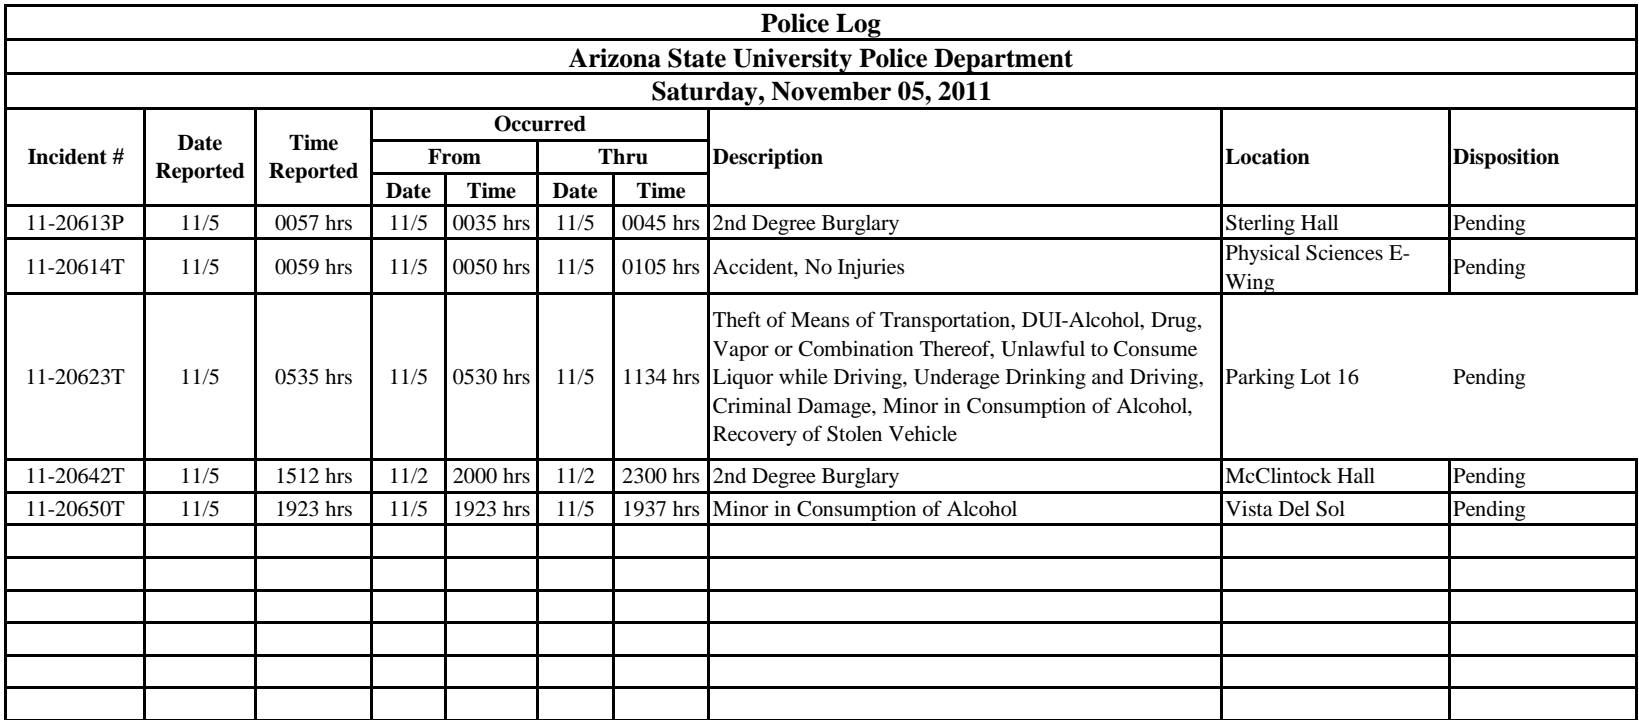 Police Log
Arizona State University Police Department
Saturday, November 05, 2011
Incident # Date Reported Time Reported Occurred Description Location Disposition
From Thru
Date Time Date Time
11-20613P 11/5 0057 hrs 11/5 0035 hrs 11/5 0045 hrs 2nd Degree Burglary Sterling Hall Pending
11-20614T 11/5 0059 hrs 11/5 0050 hrs 11/5 0105 hrs Accident, No Injuries Physical Sciences E-
Wing Pending
11-20623T 11/5 0535 hrs 11/5 0530 hrs 11/5 1134 hrs Theft of Means of Transportation, DUI-Alcohol, Drug,
Vapor or Combination Thereof, Unlawful to Consume
Liquor while Driving, Underage Drinking and Driving,
Criminal Damage, Minor in Consumption of Alcohol,
Recovery of Stolen Vehicle Parking Lot 16 Pending
11-20642T 11/5 1512 hrs 11/2 2000 hrs 11/2 2300 hrs 2nd Degree Burglary McClintock Hall Pending
11-20650T 11/5 1923 hrs 11/5 1923 hrs 11/5 1937 hrs Minor in Consumption of Alcohol Vista Del Sol Pending